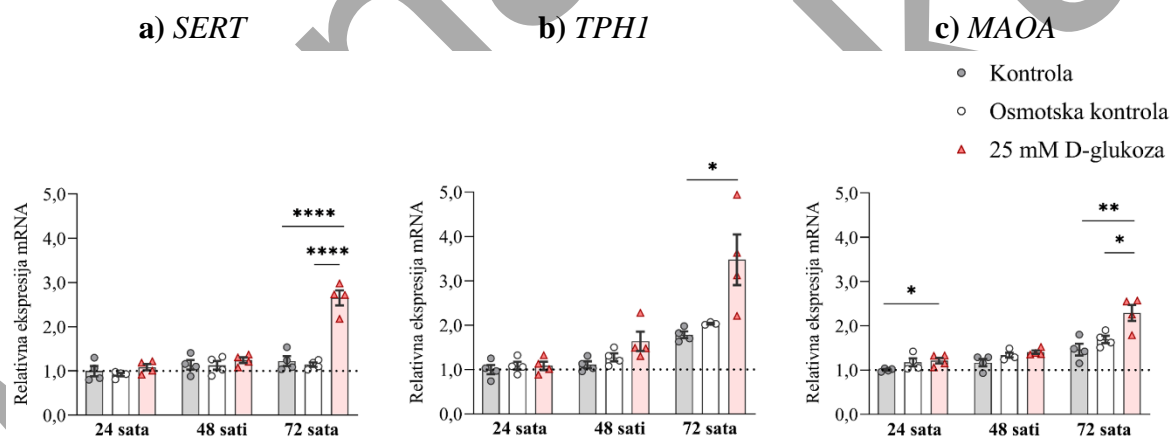 a) SERT
b) TPH1
c) MAOA
Kontrola
Osmotska kontrola
25 mM D-glukoza
Relativna ekspresija mRNA
5,0
4,0
3,0
2,0
1,0
0,0
****
****
24 sata 48 sati 72 sata
Relativna ekspresija mRNA
5,0
4,0
3,0
2,0
1,0
0,0
*
24 sata 48 sati 72 sata
Relativna ekspresija mRNA
5,0
4,0
3,0
2,0
1,0
0,0
*
**
*
24 sata 48 sati 72 sata